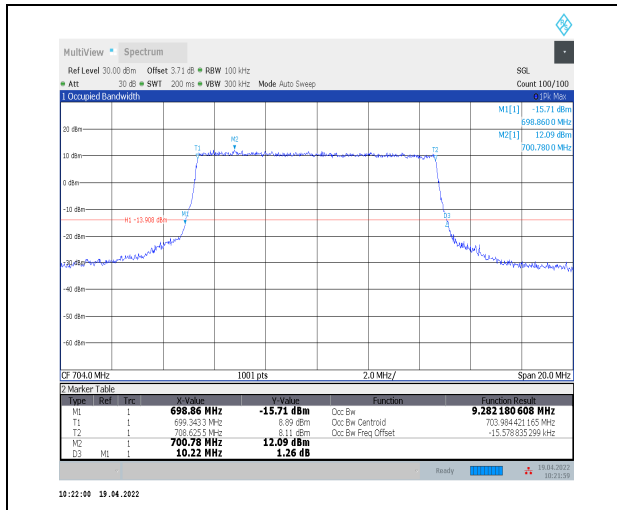 MultiView Spectrum
Ref Level 30.00 dBm Offset 3.71 dB RBW 100 kHz SGL
Att 30 dB SWT 200 ms VBW 300 kHz Mode Auto Sweep Count 100/100
1 Occupied Bandwidth 1Pk Max
M1[1] -15.71 dBm
698.8600 MHz
M2[1] 12.09 dBm
700.7800 MHz
20 dBm
M2
T1 T2
10 dBm
0 dBm
-10 dBm
M1 D3
H1 -13.908 dBm
-20 dBm
-30 dBm
-40 dBm
-50 dBm
-60 dBm
CF 704.0 MHz 1001 pts 2.0 MHz/ Span 20.0 MHz
2 Marker Table
Type Ref Trc X-Value Y-Value Function Function Result
M1 1 698.86 MHz -15.71 dBm Occ Bw 9.282 180 608 MHz
T1 1 699.3433 MHz 8.89 dBm Occ Bw Centroid 703.984 421 165 MHz
T2 1 708.6255 MHz 8.11 dBm Occ Bw Freq Offset -15.578 835 299 kHz
M2 1 700.78 MHz 12.09 dBm
D3 M1 1 10.22 MHz 1.26 dB
Ready 19.04.2022
10:21:59
10:22:00 19.04.2022